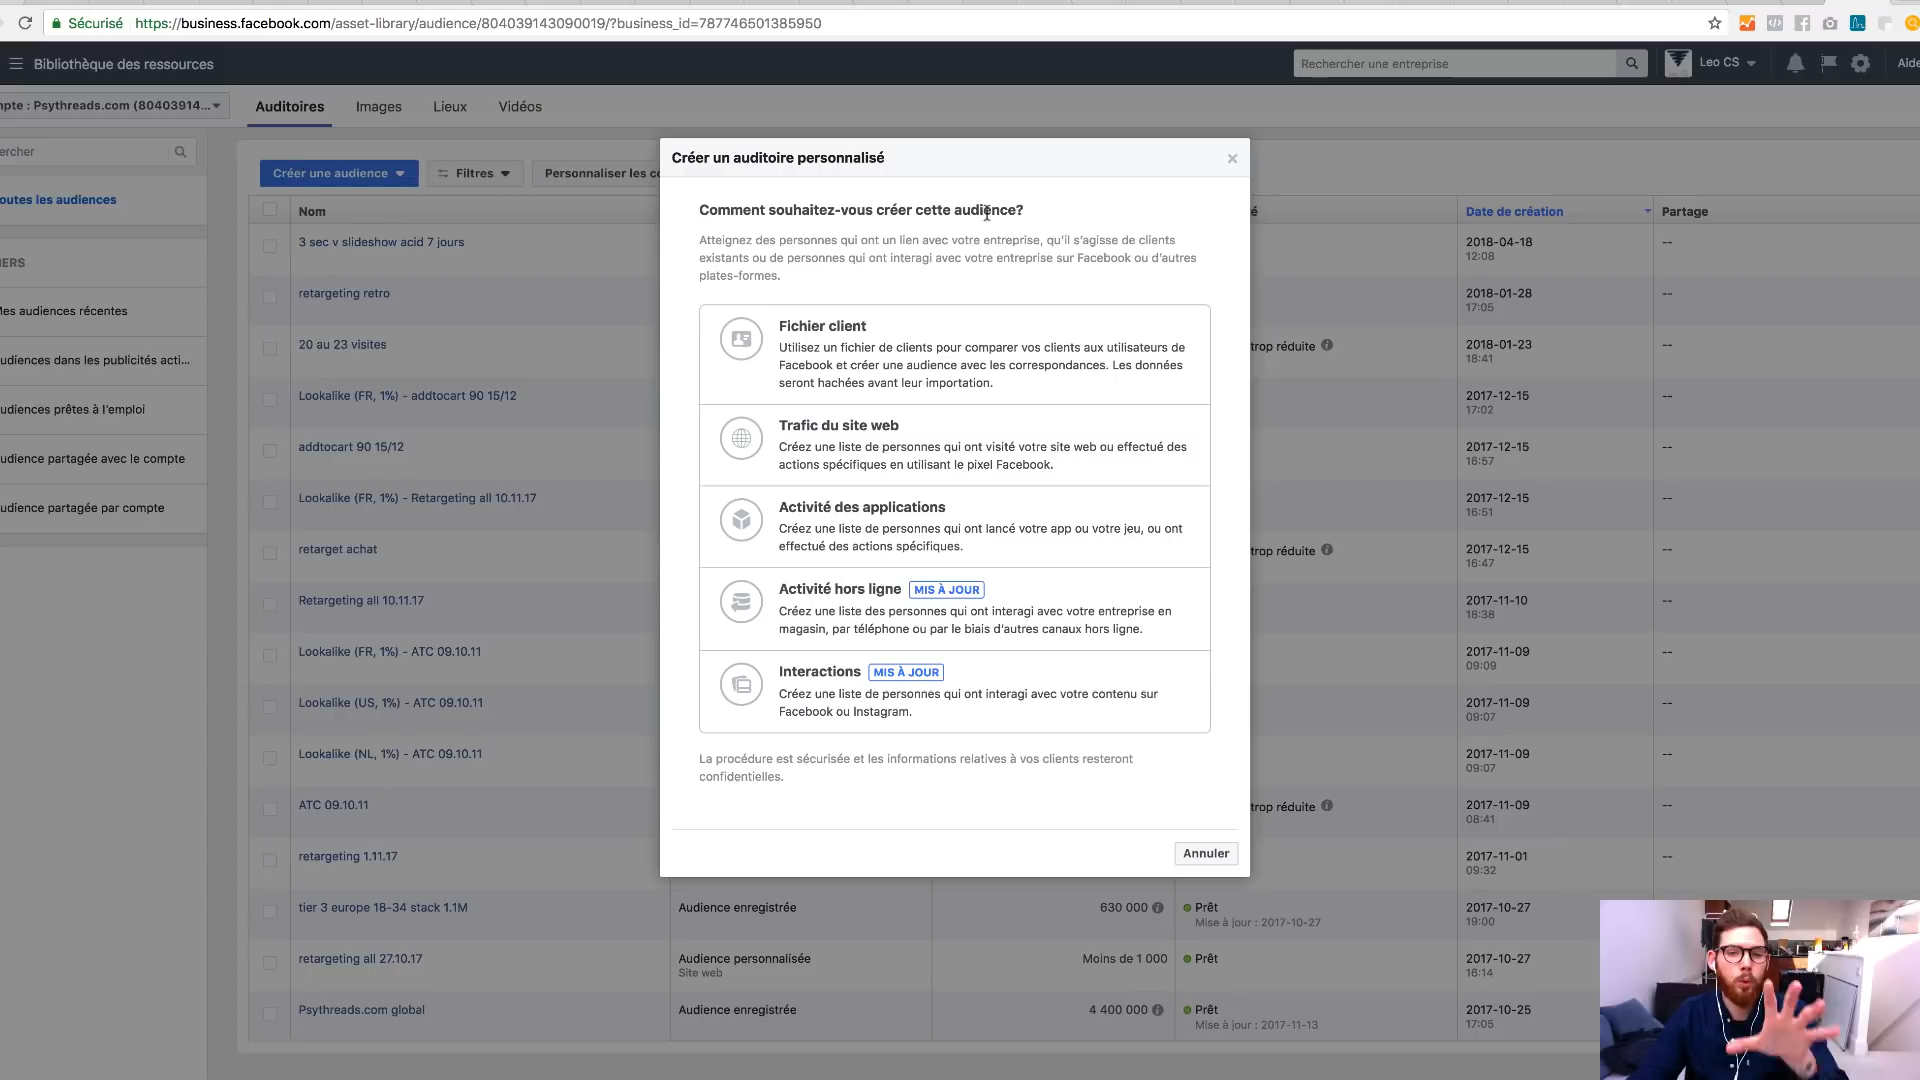 Sécurisé https://business.facebook.com/asset-library/audience/804039143090019/?business_id=787746501385950
Bibliothèque des ressources
Rechercher une entreprise
Leo CS
Aide
npte : Psythreads.com (80403914...
Auditoires Images Lieux Vidéos
ercher
Créer une audience Filtres Personnaliser les co
outes les audiences
IERS
Mes audiences récentes
udiences dans les publicités acti...
udiences prêtes à l'emploi
udience partagée avec le compte
udience partagée par compte
Créer un auditoire personnalisé
Comment souhaitez-vous créer cette audience?
Atteignez des personnes qui ont un lien avec votre entreprise, qu'il s'agisse de clients
existants ou de personnes qui ont interagi avec votre entreprise sur Facebook ou d'autres
plates-formes.
Fichier client
Utilisez un fichier de clients pour comparer vos clients aux utilisateurs de
Facebook et créer une audience avec les correspondances. Les données
seront hachées avant leur importation.
Trafic du site web
Créez une liste de personnes qui ont visité votre site web ou effectué des
actions spécifiques en utilisant le pixel Facebook.
Activité des applications
Créez une liste de personnes qui ont lancé votre app ou votre jeu, ou ont
effectué des actions spécifiques.
Activité hors ligne MIS À JOUR
Créez une liste des personnes qui ont interagi avec votre entreprise en
magasin, par téléphone ou par le biais d'autres canaux hors ligne.
Interactions MIS À JOUR
Créez une liste de personnes qui ont interagi avec votre contenu sur
Facebook ou Instagram.
La procédure est sécurisée et les informations relatives à vos clients resteront
confidentielles.
Annuler
Nom é Date de création Partage
3 sec v slideshow acid 7 jours 2018-04-18 --
12:08
retargeting retro 2018-01-28 --
17:05
20 au 23 visites trop réduite 2018-01-23 --
18:41
Lookalike (FR, 1%) - addtocart 90 15/12 2017-12-15 --
17:02
addtocart 90 15/12 2017-12-15 --
16:57
Lookalike (FR, 1%) - Retargeting all 10.11.17 2017-12-15 --
16:51
retarget achat trop réduite 2017-12-15 --
16:47
Retargeting all 10.11.17 2017-11-10 --
18:38
Lookalike (FR, 1%) - ATC 09.10.11 2017-11-09 --
09:09
Lookalike (US, 1%) - ATC 09.10.11 2017-11-09 --
09:07
Lookalike (NL, 1%) - ATC 09.10.11 2017-11-09 --
09:07
ATC 09.10.11 trop réduite 2017-11-09 --
08:41
retargeting 1.11.17 2017-11-01 --
09:32
tier 3 europe 18-34 stack 1.1M Audience enregistrée 630 000 Prêt 2017-10-27
Mise à jour : 2017-10-27 19:00
retargeting all 27.10.17 Audience personnalisée Moins de 1 000 Prêt 2017-10-27
Site web 16:14
Psythreads.com global Audience enregistrée 4 400 000 Prêt 2017-10-25
Mise à jour : 2017-11-13 17:05